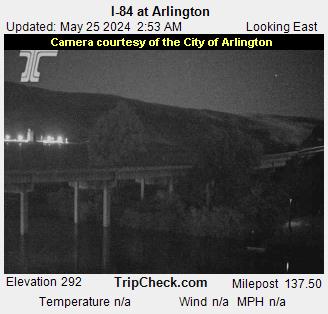 I-84 at Arlington
Updated: May 25 2024 2:53 AM Looking East
Camera courtesy of the City of Arlington
Elevation 292 TripCheck.com Milepost 137.50
Temperature n/a Wind n/a MPH n/a